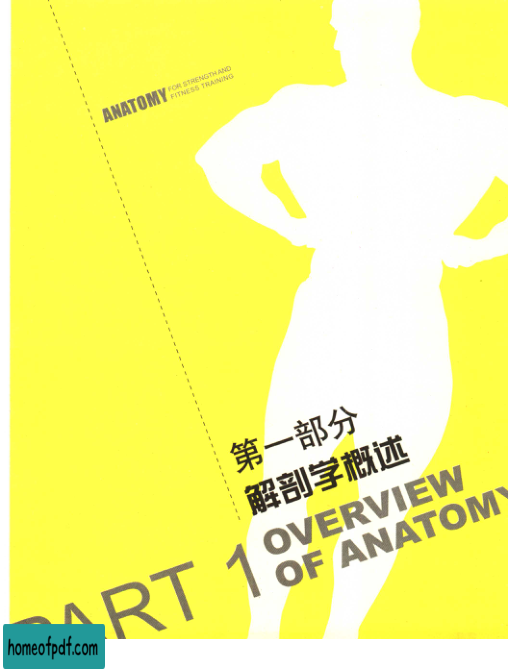 ANATOMY FOR STRENGTH AND
FITNESS TRAINING
第一部分
解剖学概述
PART 1 OVERVIEW
OF ANATOMY
homeofpdf.com